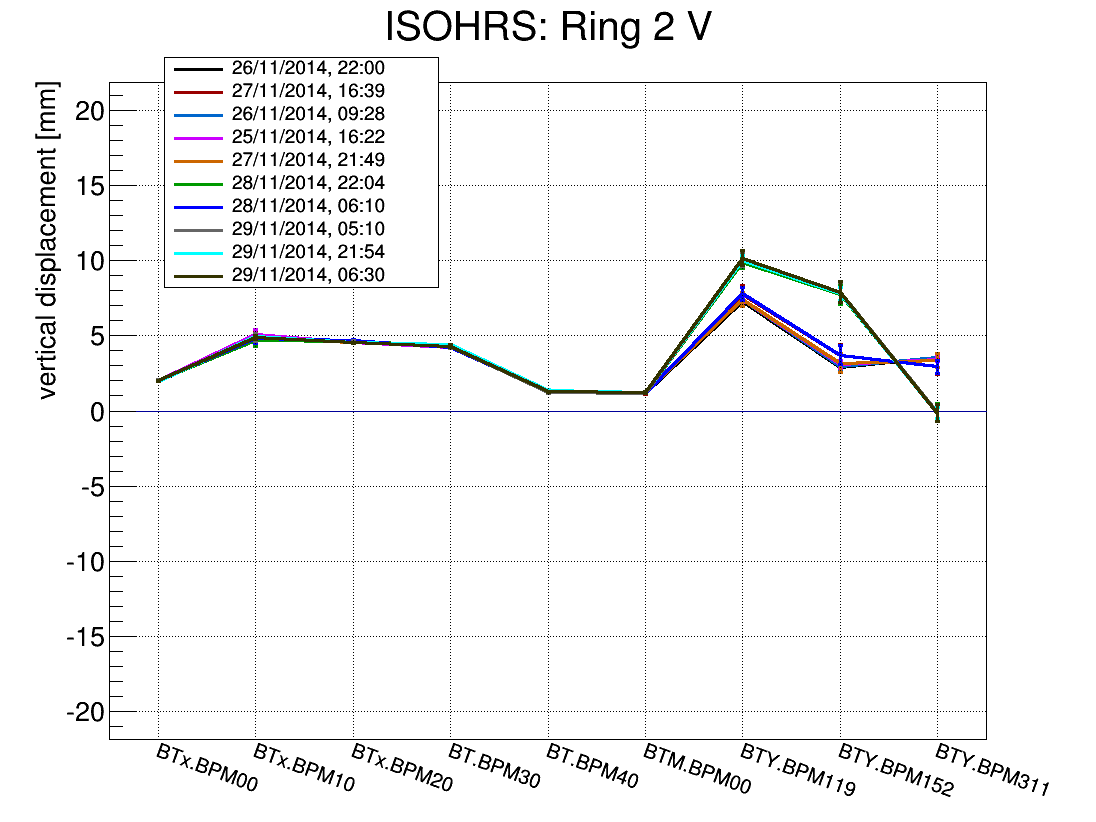 ISOHRS: Ring 2 V
26/11/2014, 22:00
27/11/2014, 16:39
26/11/2014, 09:28
25/11/2014, 16:22
27/11/2014, 21:49
28/11/2014, 22:04
28/11/2014, 06:10
29/11/2014, 05:10
29/11/2014, 21:54
29/11/2014, 06:30
vertical displacement [mm]
20
15
10
5
0
-5
-10
-15
-20
BTx.BPM00
BTx.BPM10
BTx.BPM20
BT.BPM30
BT.BPM40
BTM.BPM00
BTY.BPM119
BTY.BPM152
BTY.BPM311